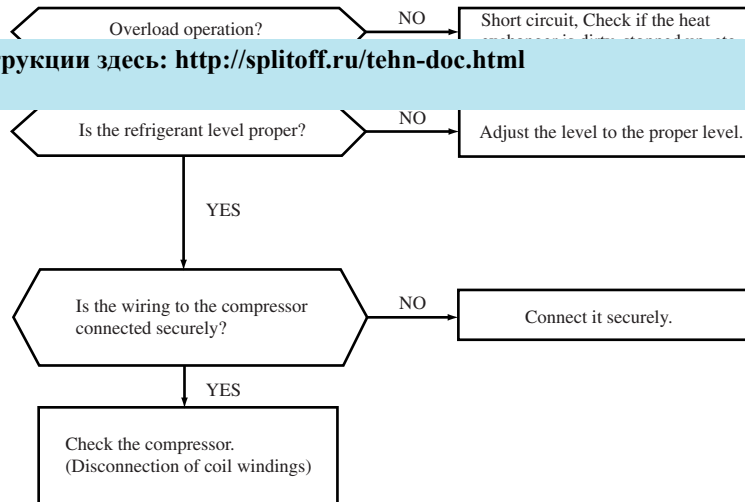 Overload operation?
NO
Short circuit, Check if the heat
рукции здесь: http://splitoff.ru/tehn-doc.html
Is the refrigerant level proper?
NO
Adjust the level to the proper level.
YES
Is the wiring to the compressor
connected securely?
NO
Connect it securely.
YES
Check the compressor.
(Disconnection of coil windings)